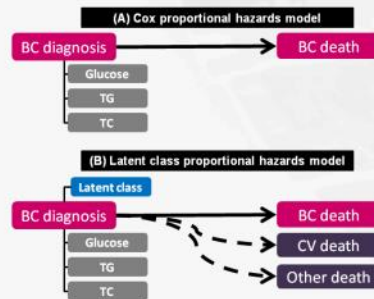 (A) Cox proportional hazards model
BC diagnosis
BC death
Glucose
TG
TC
(B) Latent class proportional hazards model
Latent class
BC diagnosis
BC death
Glucose
CV death
TG
Other death
TC